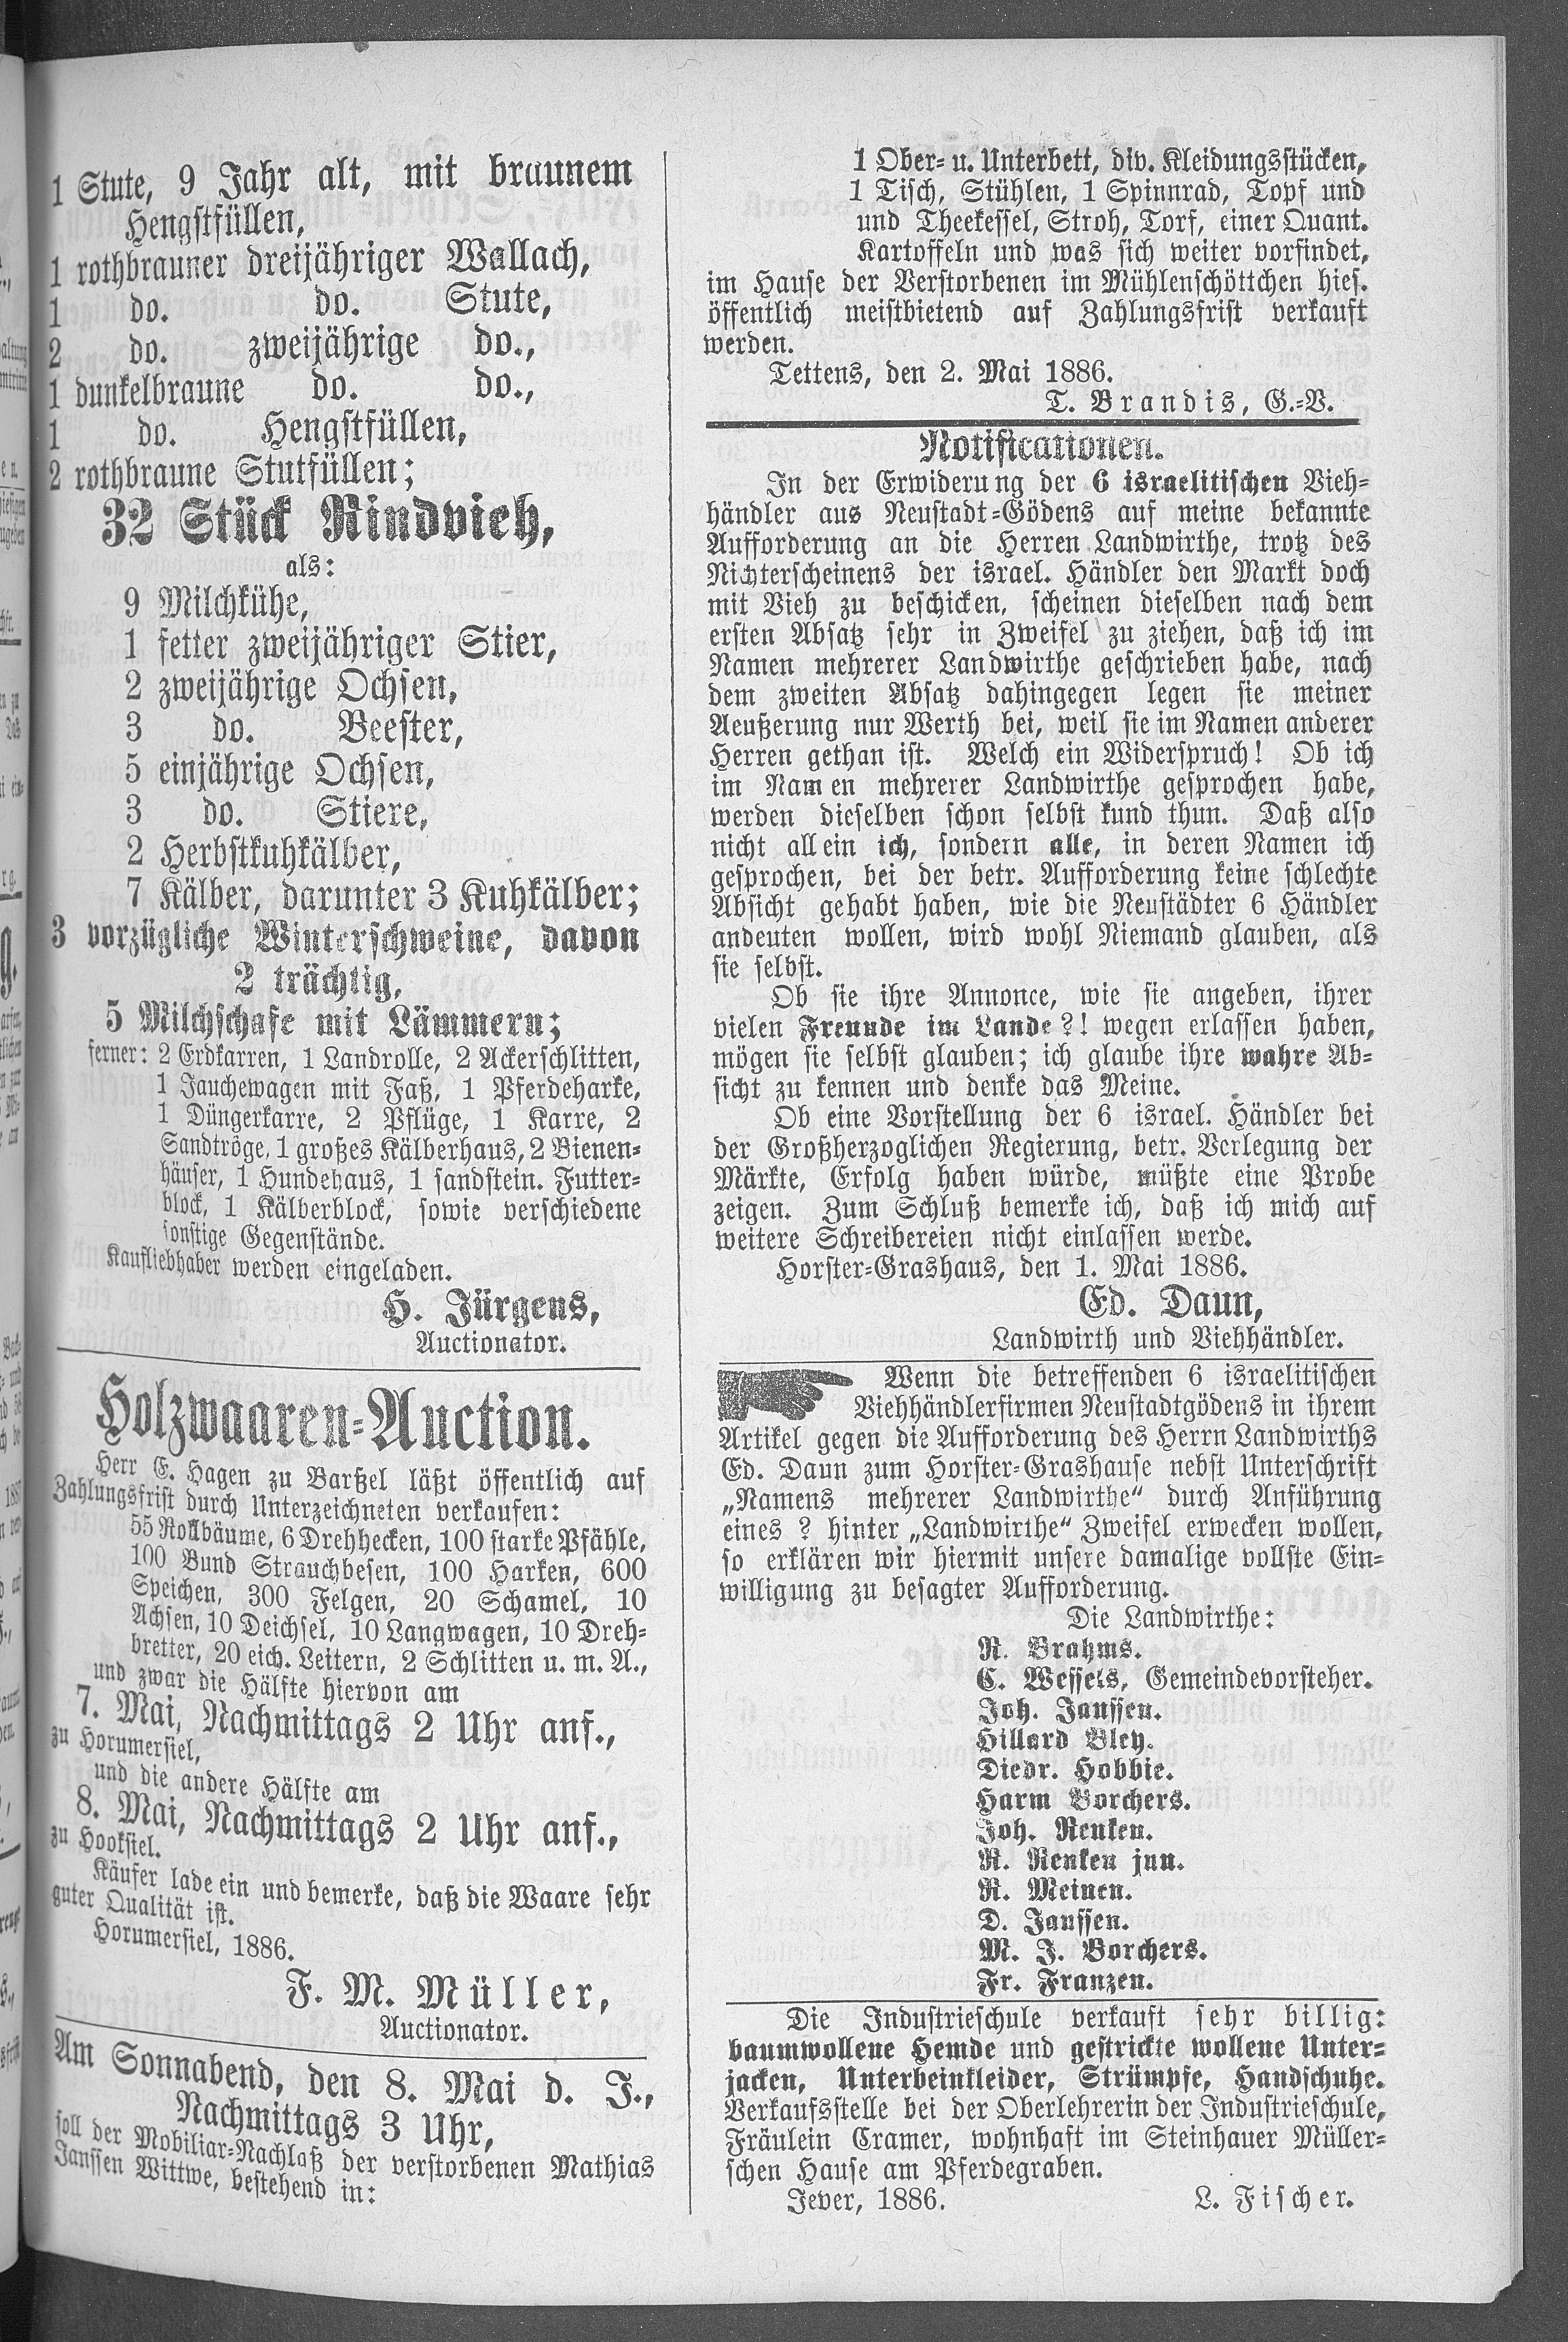 1 Stute, 9 Jahr alt, mit braunem
Hengstfüllen,
1 rothbrauner dreijähriger Wallach,
1 do. do. Stute,
2 do. zweijährige do.,
1 dunkelbraune do. do.,
1 do. Hengstfüllen,
2 rothbraune Stutfüllen;
32 Stück Rindvieh,
als:
9 Milchkühe,
1 fetter zweijähriger Stier,
2 zweijährige Ochsen,
3 do. Beester,
5 einjährige Ochsen,
3 do. Stiere,
2 Herbstkuhkälber,
7 Kälber, darunter 3 Kuhkälber;
3 vorzügliche Winterschweine, davon
2 trächtig,
5 Milchschafe mit Lämmern;
ferner: 2 Erdkarren, 1 Landrolle, 2 Ackerschlitten,
1 Jauchewagen mit Faß, 1 Pferdeharke,
1 Düngerkarre, 2 Pflüge, 1 Karre, 2
Sandtröge, 1 großes Kälberhaus, 2 Bienen-
häuser, 1 Hundehaus, 1 sandstein. Futter-
block, 1 Kälberblock, sowie verschiedene
sonstige Gegenstände.
Kaufliebhaber werden eingeladen.
H. Jürgens,
Auctionator.
Holzwaaren-Auction.
Herr E. Hagen zu Barßel läßt öffentlich auf
Zahlungsfrist durch Unterzeichneten verkaufen:
55 Rollbäume, 6 Drehhecken, 100 starke Pfähle,
100 Bund Strauchbesen, 100 Harken, 600
Speichen, 300 Felgen, 20 Schamel, 10
Achsen, 10 Deichsel, 10 Langwagen, 10 Dreh-
bretter, 20 eich. Leitern, 2 Schlitten u. m. A.,
und zwar die Hälfte hiervon am
7. Mai, Nachmittags 2 Uhr anf.,
zu Horumersiel,
und die andere Hälfte am
8. Mai, Nachmittags 2 Uhr anf.,
zu Hooksiel.
Käufer lade ein und bemerke, daß die Waare sehr
guter Qualität ist.
Horumersiel, 1886.
F. M. Müller,
Auctionator.
Am Sonnabend, den 8. Mai d. J.,
Nachmittags 3 Uhr,
soll der Mobiliar-Nachlaß der verstorbenen Mathias
Janssen Wittwe, bestehend in:
1 Ober- u. Unterbett, div. Kleidungsstücken,
1 Tisch, Stühlen, 1 Spinnrad, Topf und
und Theekessel, Stroh, Torf, einer Quant.
Kartoffeln und was sich weiter vorfindet,
im Hause der Verstorbenen im Mühlenschöttchen hies.
öffentlich meistbietend auf Zahlungsfrist verkauft
werden.
Tettens, den 2. Mai 1886.
T. Brandis, G.-V.
Notificationen.
In der Erwiderung der 6 israelitischen Vieh-
händler aus Neustadt-Gödens auf meine bekannte
Aufforderung an die Herren Landwirthe, trotz des
Nichterscheinens der israel. Händler den Markt doch
mit Vieh zu beschicken, scheinen dieselben nach dem
ersten Absatz sehr in Zweifel zu ziehen, daß ich im
Namen mehrerer Landwirthe geschrieben habe, nach
dem zweiten Absatz dahingegen legen sie meiner
Aeußerung nur Werth bei, weil sie im Namen anderer
Herren gethan ist. Welch ein Widerspruch! Ob ich
im Namen mehrerer Landwirthe gesprochen habe,
werden dieselben schon selbst kund thun. Daß also
nicht allein ich, sondern alle, in deren Namen ich
gesprochen, bei der betr. Aufforderung keine schlechte
Absicht gehabt haben, wie die Neustädter 6 Händler
andeuten wollen, wird wohl Niemand glauben, als
sie selbst.
Ob sie ihre Annonce, wie sie angeben, ihrer
vielen Freunde im Lande?! wegen erlassen haben,
mögen sie selbst glauben; ich glaube ihre wahre Ab-
sicht zu kennen und denke das Meine.
Ob eine Vorstellung der 6 israel. Händler bei
der Großherzoglichen Regierung, betr. Verlegung der
Märkte, Erfolg haben würde, müßte eine Probe
zeigen. Zum Schluß bemerke ich, daß ich mich auf
weitere Schreibereien nicht einlassen werde.
Horster-Grashaus, den 1. Mai 1886.
Ed. Daun,
Landwirth und Viehhändler.
Wenn die betreffenden 6 israelitischen
Viehhändlerfirmen Neustadtgödens in ihrem
Artikel gegen die Aufforderung des Herrn Landwirths
Ed. Daun zum Horster-Grashause nebst Unterschrift
„Namens mehrerer Landwirthe“ durch Anführung
eines ? hinter „Landwirthe“ Zweifel erwecken wollen,
so erklären wir hiermit unsere damalige vollste Ein-
willigung zu besagter Aufforderung.
Die Landwirthe:
R. Brahms.
C. Wessels, Gemeindevorsteher.
Joh. Janssen.
Hillard Bley.
Diedr. Hobbie.
Harm Borchers.
Joh. Renken.
R. Renken jun.
R. Meinen.
D. Janssen.
M. J. Borchers.
Fr. Franzen.
Die Industrieschule verkauft sehr billig:
baumwollene Hemde und gestrickte wollene Unter-
jacken, Unterbeinkleider, Strümpfe, Handschuhe.
Verkaufsstelle bei der Oberlehrerin der Industrieschule,
Fräulein Cramer, wohnhaft im Steinhauer Müller-
schen Hause am Pferdegraben.
Jever, 1886. L. Fischer.